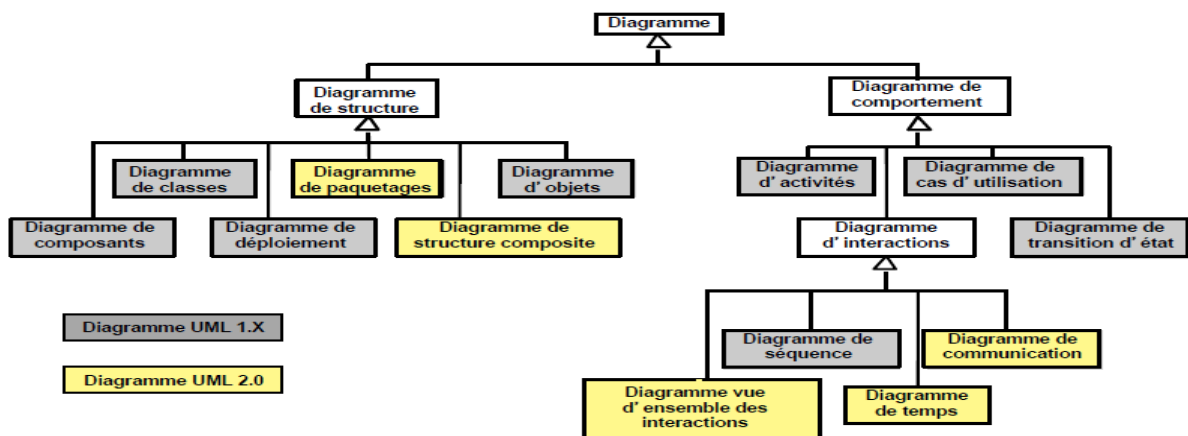 Diagramme
Diagramme
de structure
Diagramme de
comportement
Diagramme
de classes
Diagramme
de paquetages
Diagramme
d' objets
Diagramme
d' activités
Diagramme de
cas d' utilisation
Diagramme de
composants
Diagramme de
déploiement
Diagramme de
structure composite
Diagramme
d' interactions
Diagramme de
transition d' état
Diagramme UML 1.X
Diagramme de
séquence
Diagramme de
communication
Diagramme UML 2.0
Diagramme vue
d' ensemble des
interactions
Diagramme
de temps